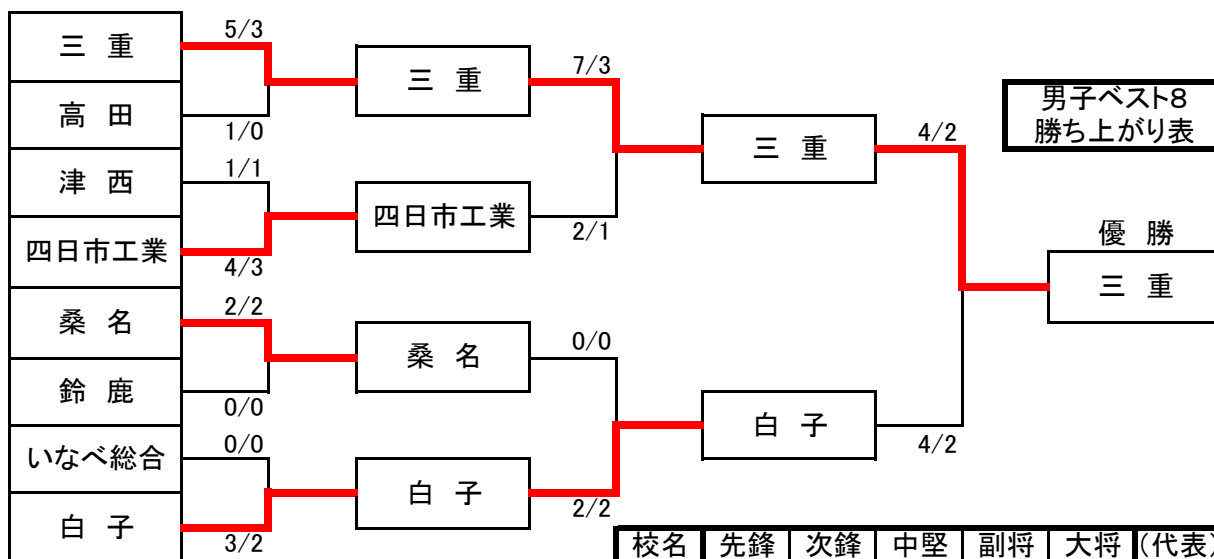 三 重
高 田
津 西
四日市工業
桑 名
鈴 鹿
いなべ総合
白 子
5/3
1/0
1/1
4/3
2/2
0/0
0/0
3/2
三 重
四日市工業
桑 名
白 子
7/3
2/1
0/0
2/2
三 重
白 子
4/2
4/2
男子ベスト8
勝ち上がり表
優 勝
三 重
校名 先鋒 次鋒 中堅 副将 大将 (代表)